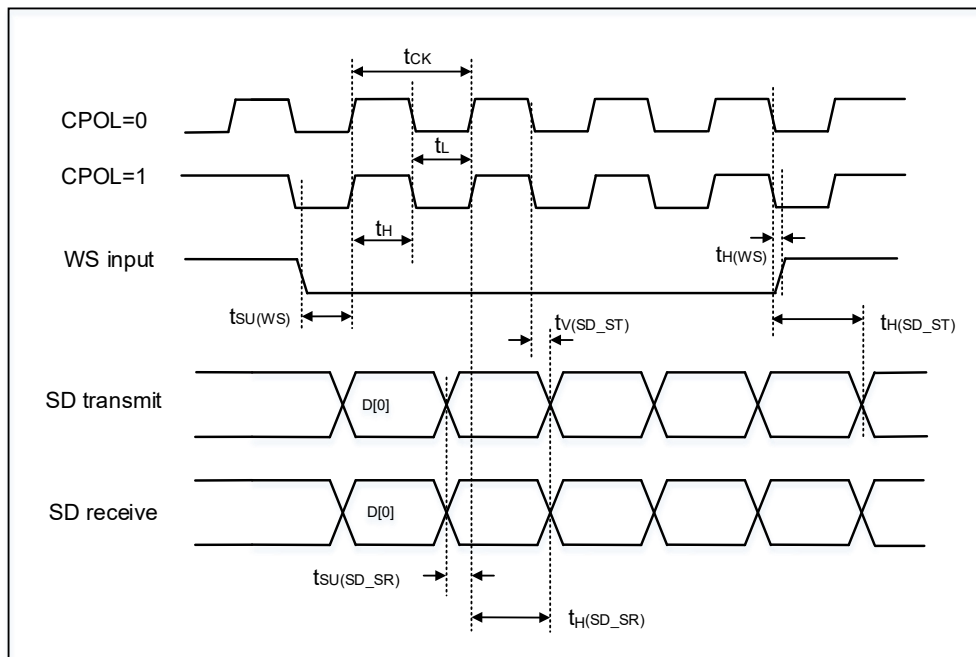 tCK
CPOL=0
tL
CPOL=1
tH
tH(WS)
WS input
tSU(WS)
tV(SD_ST)
tH(SD_ST)
SD transmit
D[0]
SD receive
D[0]
tSU(SD_SR)
tH(SD_SR)